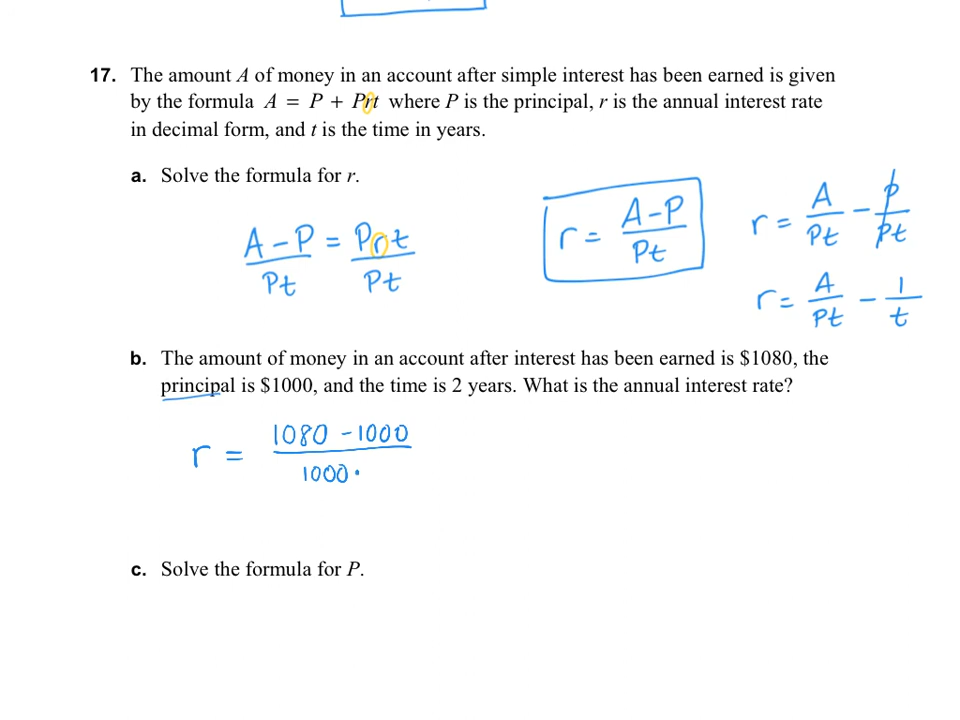 17. The amount A of money in an account after simple interest has been earned is given
by the formula A = P + Prt where P is the principal, r is the annual interest rate
in decimal form, and t is the time in years.
a. Solve the formula for r.
A-P/Pt = Prt/Pt
r = A-P/Pt
r = A/Pt - P/Pt
r = A/Pt - 1/t
b. The amount of money in an account after interest has been earned is $1080, the
principal is $1000, and the time is 2 years. What is the annual interest rate?
r = 1080 - 1000/1000 ·
c. Solve the formula for P.